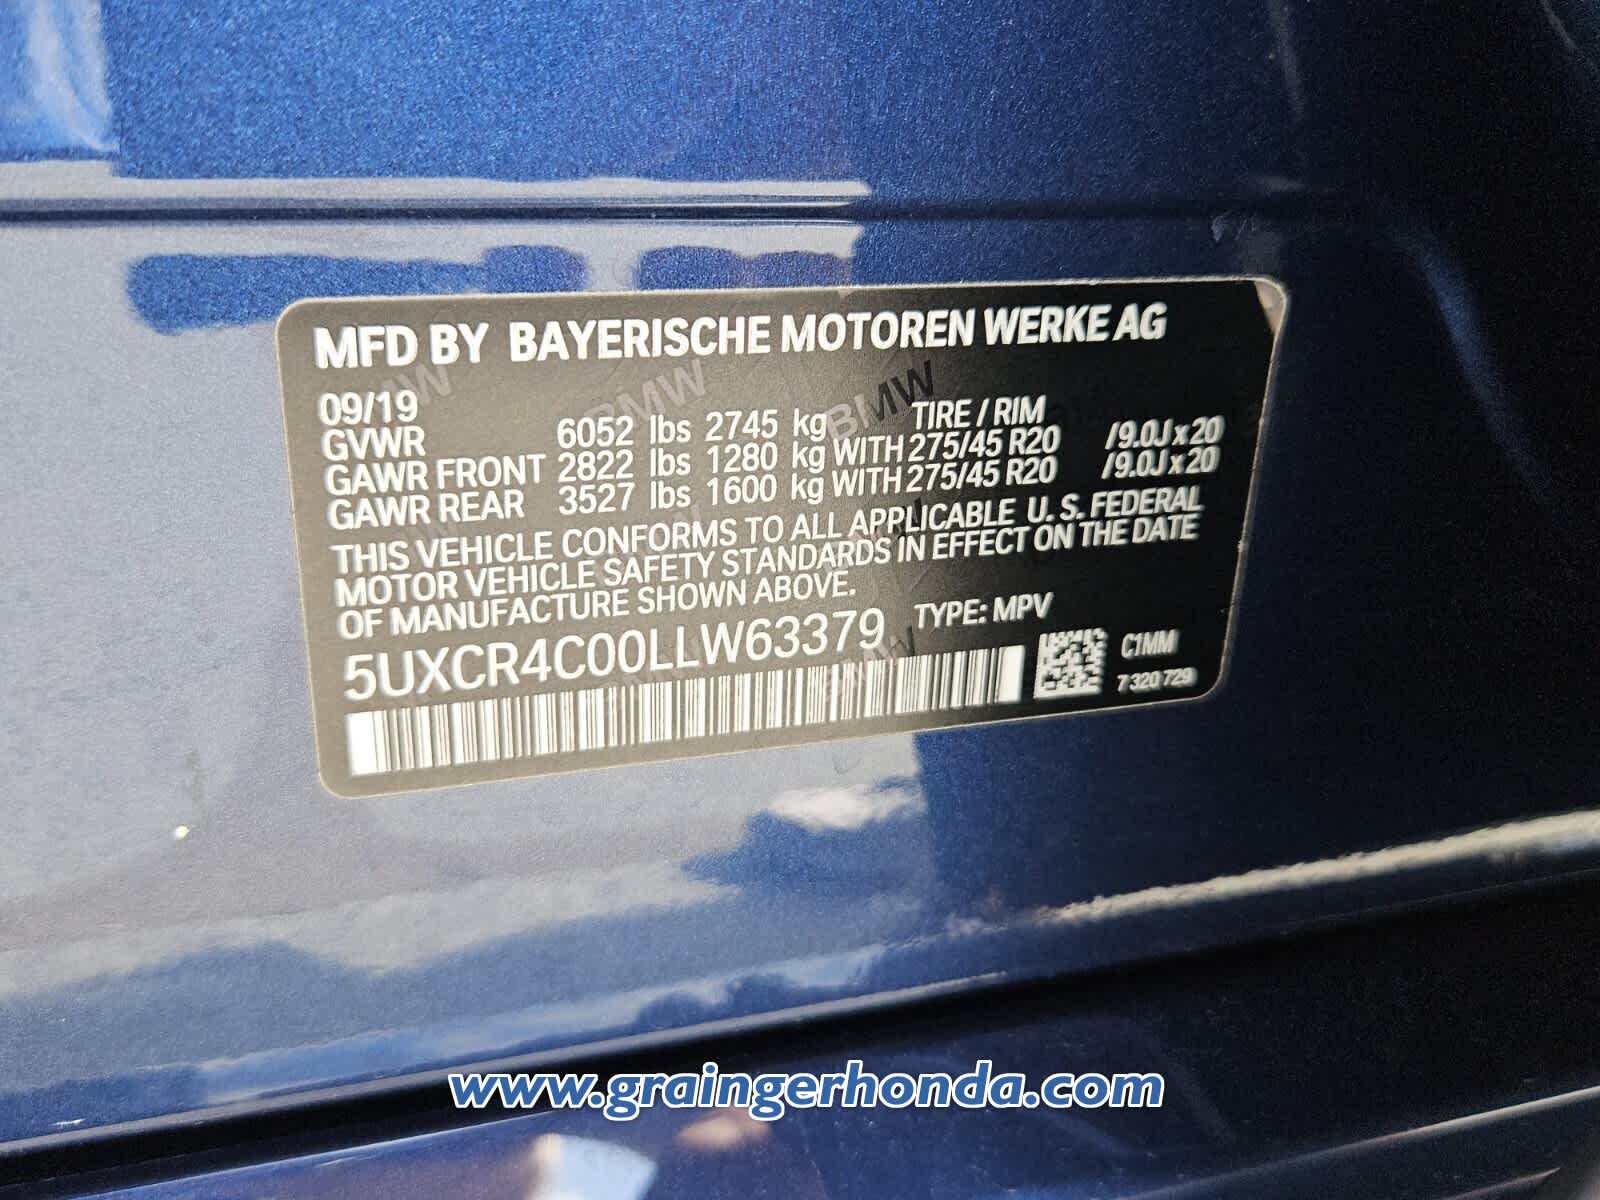 MFD BY BAYERISCHE MOTOREN WERKE AG
09/19 TIRE / RIM
GVWR 6052 lbs 2745 kg
GAWR FRONT 2822 lbs 1280 kg WITH 275/45 R20 /9.0J x 20
GAWR REAR 3527 lbs 1600 kg WITH 275/45 R20 /9.0J x 20
THIS VEHICLE CONFORMS TO ALL APPLICABLE U.S. FEDERAL
MOTOR VEHICLE SAFETY STANDARDS IN EFFECT ON THE DATE
OF MANUFACTURE SHOWN ABOVE.
5UXCR4C00LLW63379 TYPE: MPV
C1MM
7 320 729
BMW BMW BMW
www.graingerhonda.com